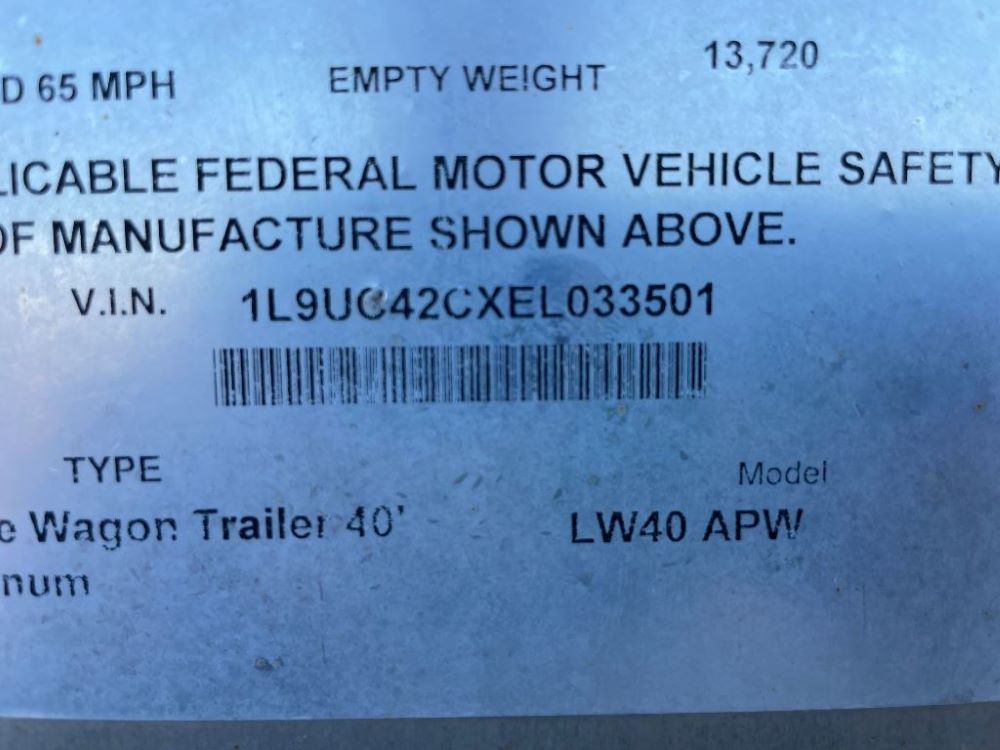 D 65 MPH EMPTY WEIGHT 13,720
LICABLE FEDERAL MOTOR VEHICLE SAFETY
OF MANUFACTURE SHOWN ABOVE.
V.I.N. 1L9UC42CXEL033501
TYPE Model
e Wagon Trailer 40' LW40 APW
num